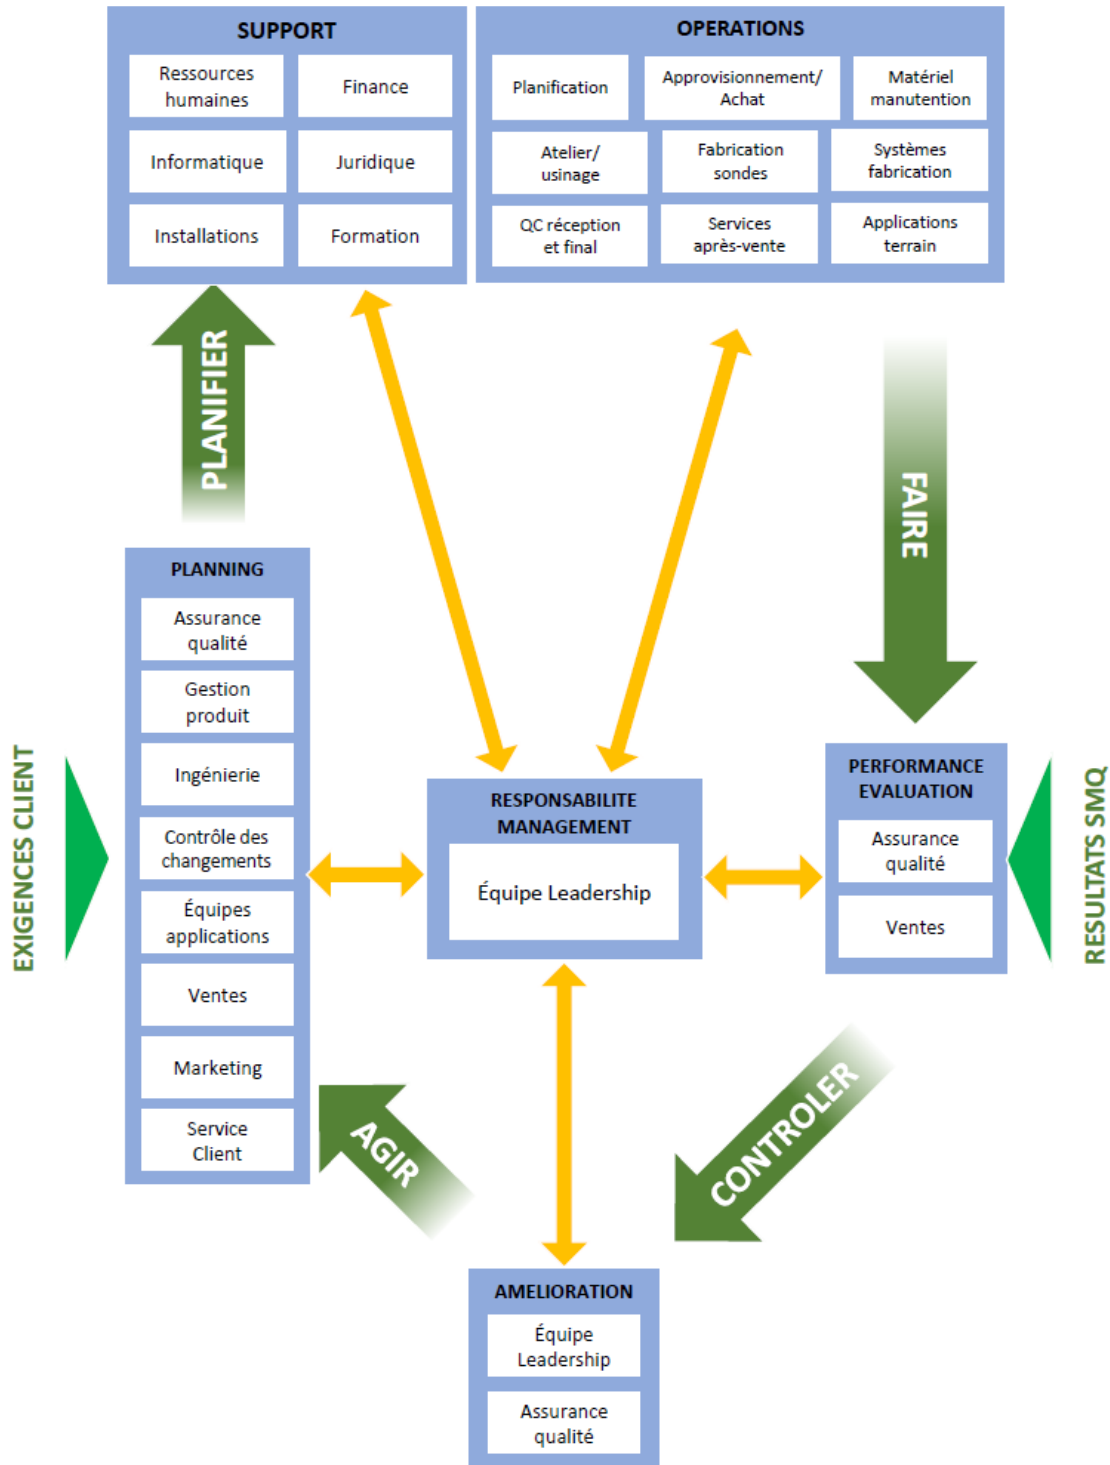 SUPPORT
Ressources
humaines
Finance
Informatique
Juridique
Installations
Formation
OPERATIONS
Planification
Approvisionnement/
Achat
Matériel
manutention
Atelier/
usinage
Fabrication
sondes
Systèmes
fabrication
QC réception
et final
Services
après-vente
Applications
terrain
PLANIFIER
FAIRE
PLANNING
Assurance
qualité
Gestion
produit
Ingénierie
Contrôle des
changements
Équipes
applications
Ventes
Marketing
Service
Client
EXIGENCES CLIENT
RESPONSABILITE
MANAGEMENT
Équipe Leadership
PERFORMANCE
EVALUATION
Assurance
qualité
Ventes
RESULTATS SMQ
CONTROLER
AGIR
AMELIORATION
Équipe
Leadership
Assurance
qualité